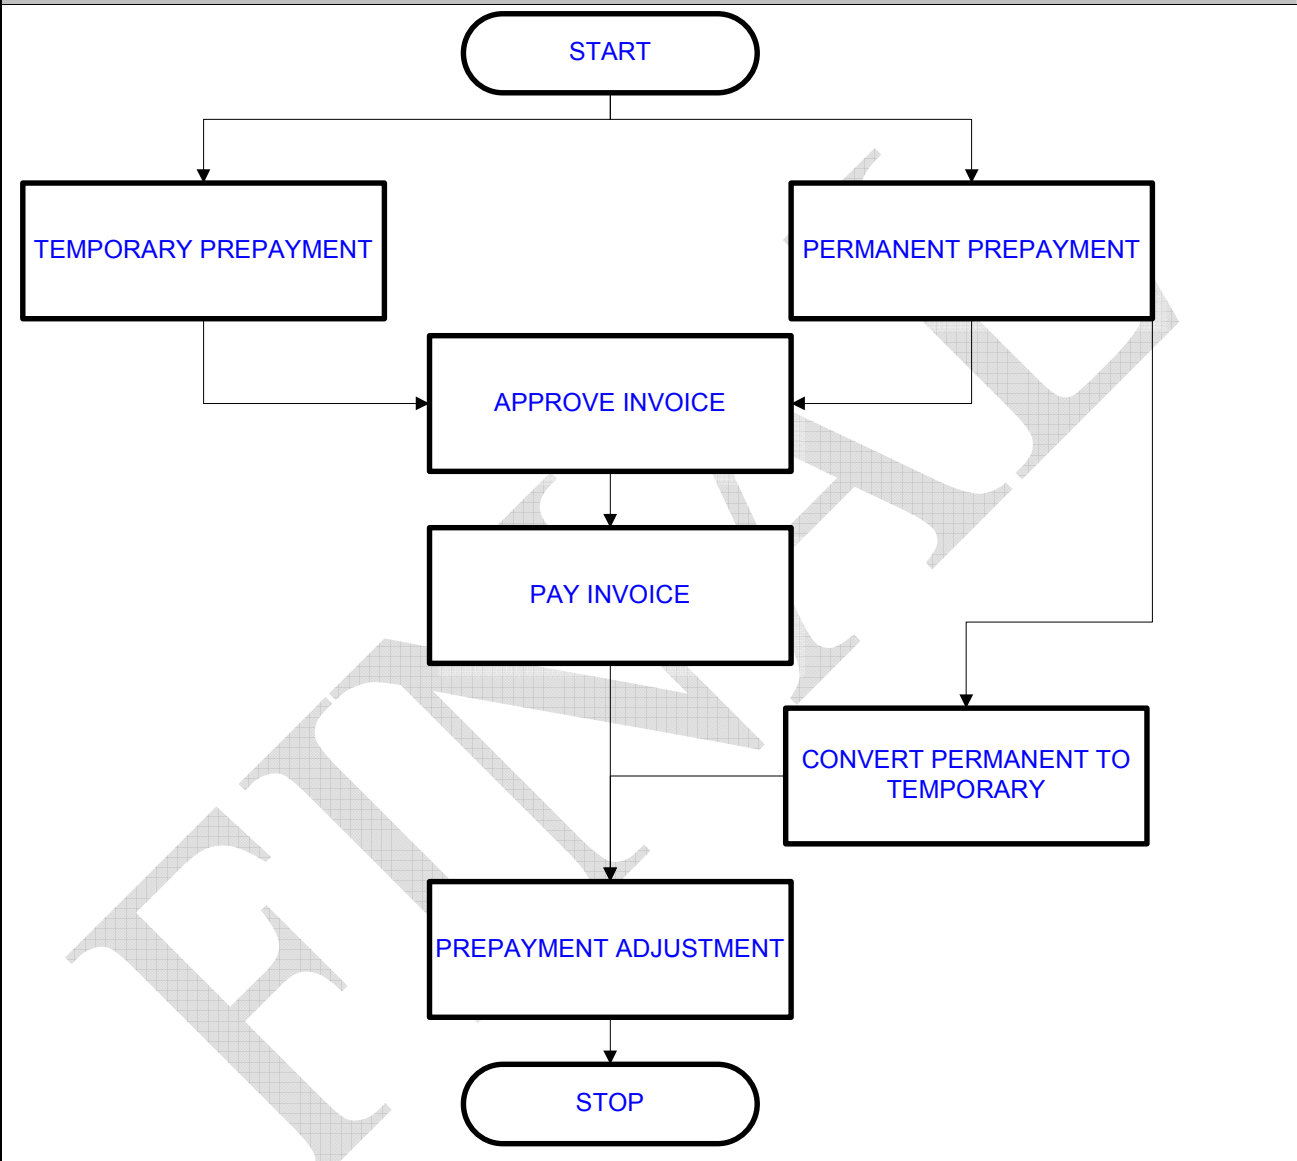 START
TEMPORARY PREPAYMENT
PERMANENT PREPAYMENT
APPROVE INVOICE
PAY INVOICE
CONVERT PERMANENT TO
TEMPORARY
PREPAYMENT ADJUSTMENT
STOP
FINAL